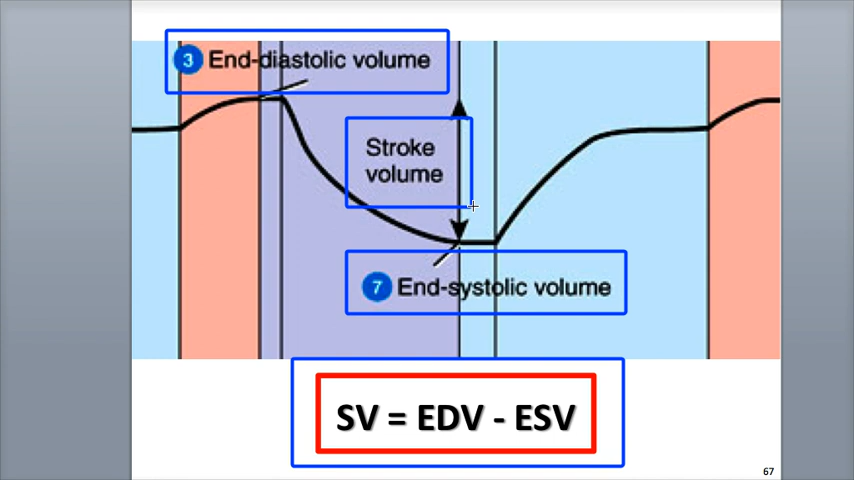 3 End-diastolic volume
Stroke
volume
7 End-systolic volume
SV = EDV - ESV
67